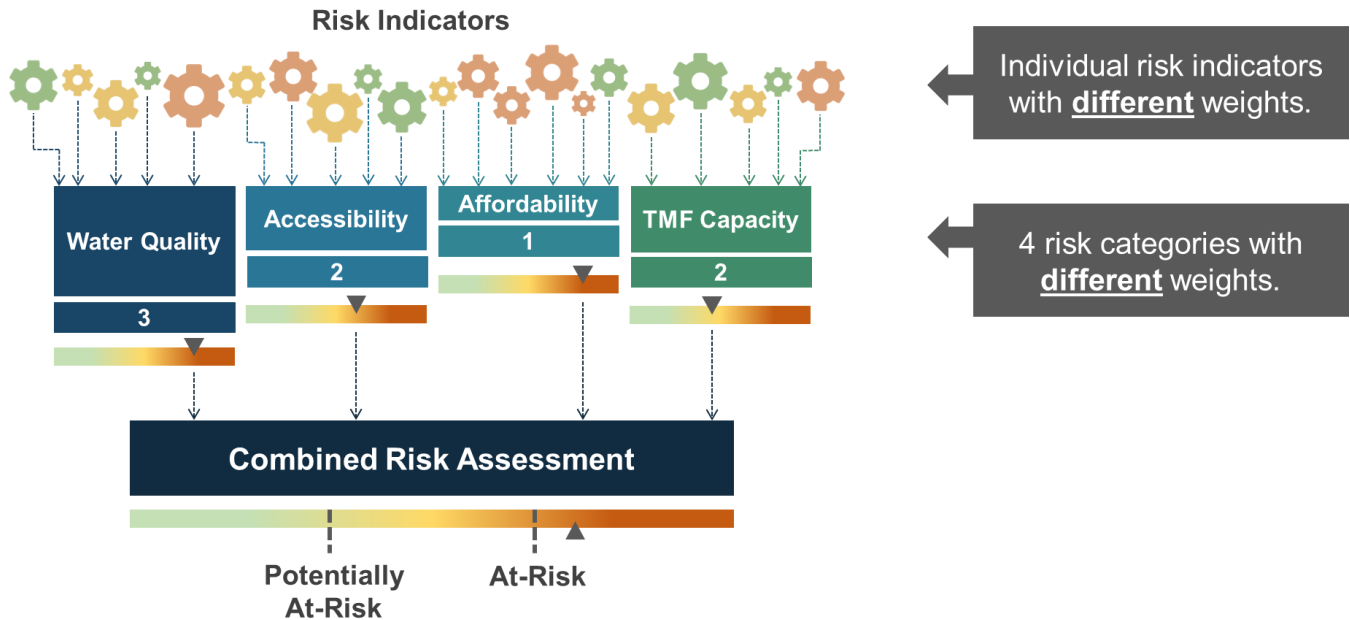 Risk Indicators
Individual risk indicators
with different weights.
Water Quality
3
Accessibility
2
Affordability
1
TMF Capacity
2
4 risk categories with
different weights.
Combined Risk Assessment
Potentially
At-Risk
At-Risk